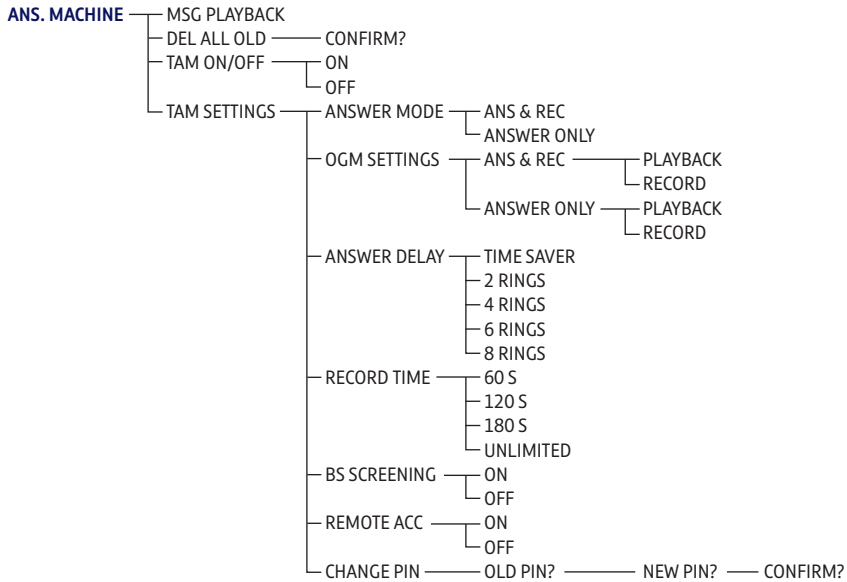 ANS. MACHINE MSG PLAYBACK
DEL ALL OLD CONFIRM?
TAM ON/OFF ON
OFF
TAM SETTINGS ANSWER MODE ANS & REC
ANSWER ONLY
OGM SETTINGS ANS & REC PLAYBACK
RECORD
ANSWER ONLY PLAYBACK
RECORD
ANSWER DELAY TIME SAVER
2 RINGS
4 RINGS
6 RINGS
8 RINGS
RECORD TIME 60 S
120 S
180 S
UNLIMITED
BS SCREENING ON
OFF
REMOTE ACC ON
OFF
CHANGE PIN OLD PIN? NEW PIN? CONFIRM?